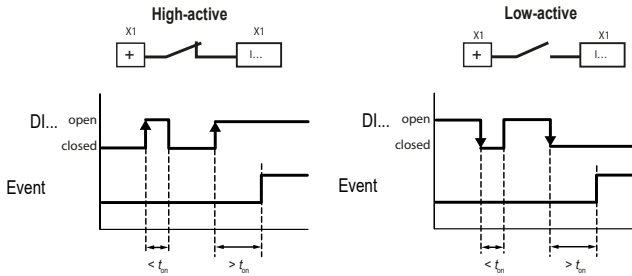 High-active
X1
X1
+
I...
DI...
open
closed
Event
< ton
> ton
Low-active
X1
X1
+
I...
DI...
open
closed
Event
< ton
> ton